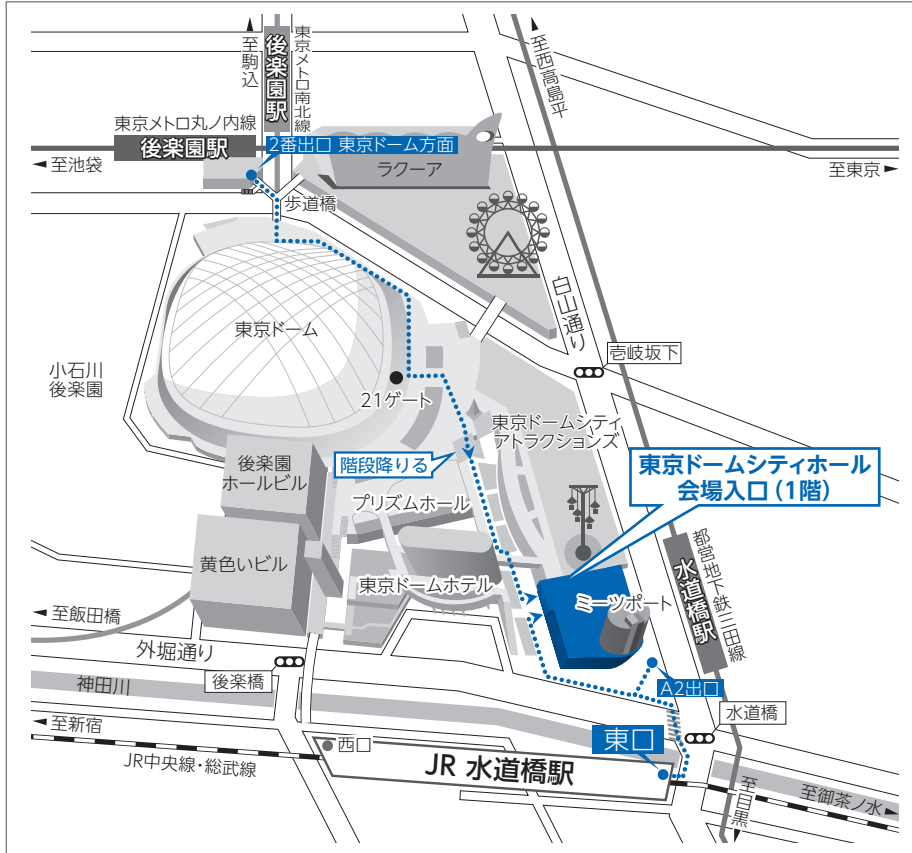 ▲至駒込
後楽園駅
東京メトロ南北線
▲至西高島平
東京メトロ丸ノ内線
後楽園駅
◄至池袋
2番出口 東京ドーム方面
ラクーア
至東京►
歩道橋
白山通り
東京ドーム
壱岐坂下
小石川
後楽園
21ゲート
東京ドームシティ
アトラクションズ
階段降りる
後楽園
ホールビル
東京ドームシティホール
会場入口（1階）
プリズムホール
黄色いビル
東京ドームホテル
ミーツポート
都営地下鉄三田線
水道橋駅
◄至飯田橋
外堀通り
後楽橋
神田川
A2出口
水道橋
◄至新宿
西口
東口
JR 水道橋駅
JR中央線・総武線
至目黒▼
至御茶ノ水►